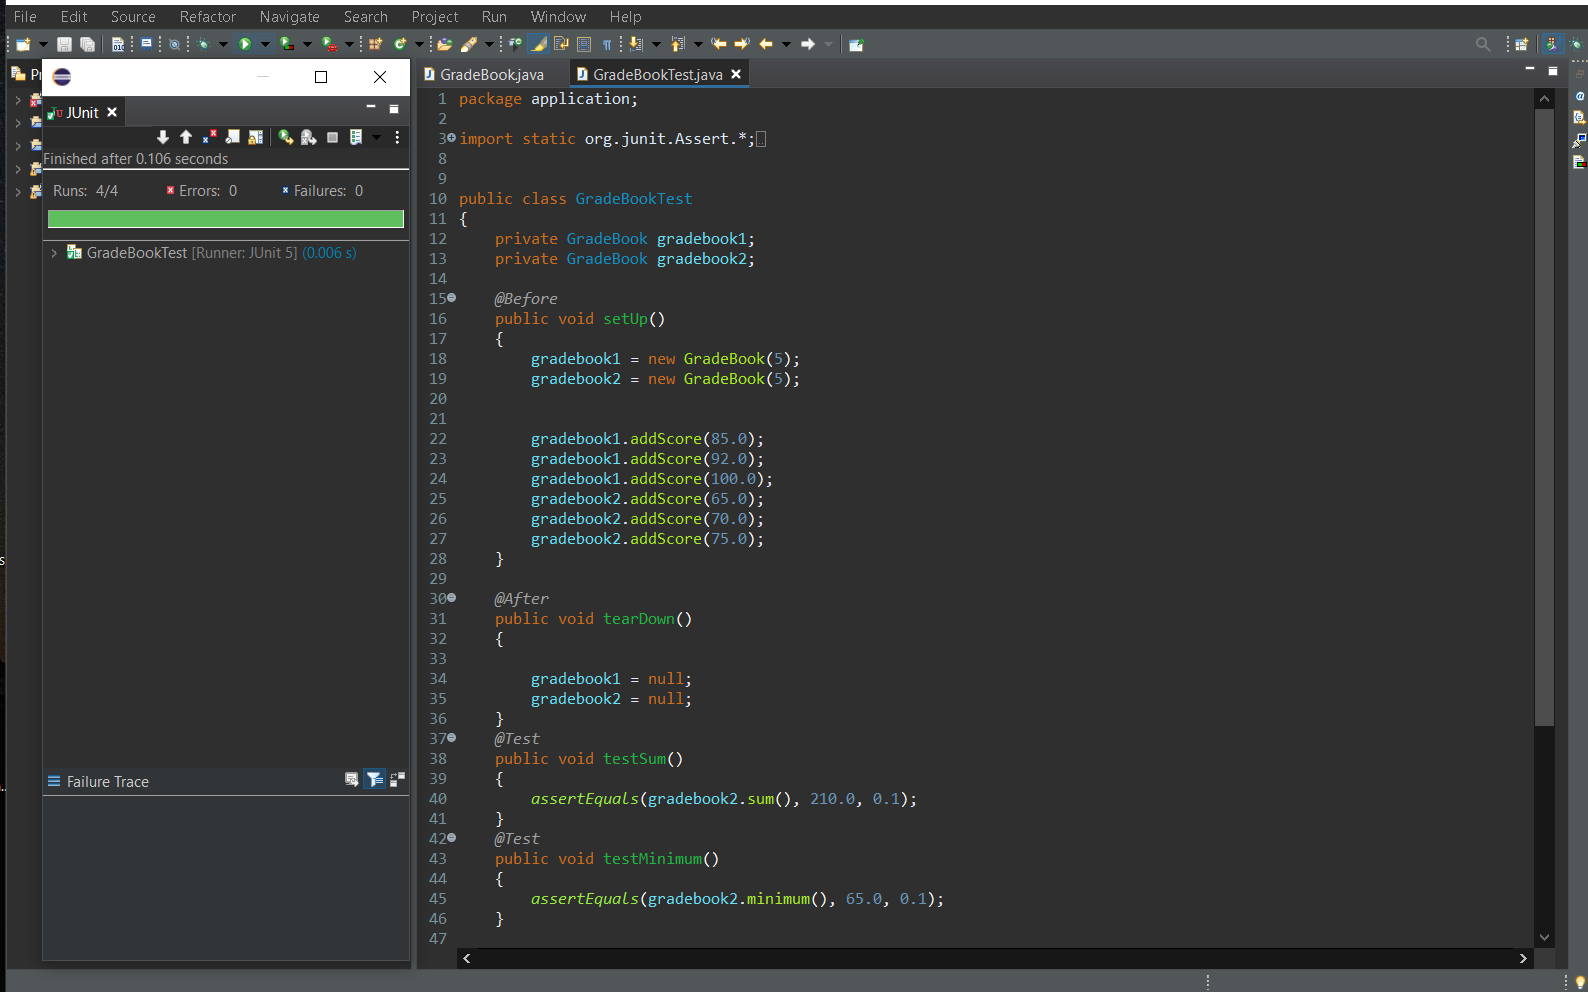 File Edit Source Refactor Navigate Search Project Run Window Help
JUnit
Finished after 0.106 seconds
Runs: 4/4 Errors: 0 Failures: 0
GradeBookTest [Runner: JUnit 5] (0.006 s)
Failure Trace
GradeBook.java GradeBookTest.java
1 package application;
2
3 import static org.junit.Assert.*;
8
9
10 public class GradeBookTest
11 {
12 private GradeBook gradebook1;
13 private GradeBook gradebook2;
14
15 @Before
16 public void setUp()
17 {
18 gradebook1 = new GradeBook(5);
19 gradebook2 = new GradeBook(5);
20
21
22 gradebook1.addScore(85.0);
23 gradebook1.addScore(92.0);
24 gradebook1.addScore(100.0);
25 gradebook2.addScore(65.0);
26 gradebook2.addScore(70.0);
27 gradebook2.addScore(75.0);
28 }
29
30 @After
31 public void tearDown()
32 {
33
34 gradebook1 = null;
35 gradebook2 = null;
36 }
37 @Test
38 public void testSum()
39 {
40 assertEquals(gradebook2.sum(), 210.0, 0.1);
41 }
42 @Test
43 public void testMinimum()
44 {
45 assertEquals(gradebook2.minimum(), 65.0, 0.1);
46 }
47